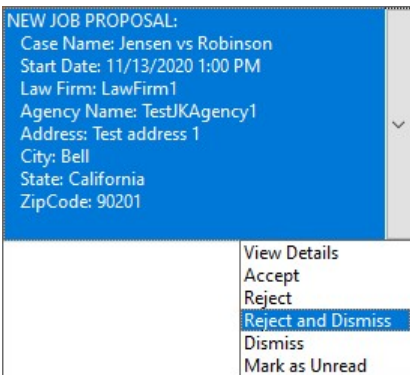 NEW JOB PROPOSAL:
Case Name: Jensen vs Robinson
Start Date: 11/13/2020 1:00 PM
Law Firm: LawFirm1
Agency Name: TestJKAgency1
Address: Test address 1
City: Bell
State: California
ZipCode: 90201
View Details
Accept
Reject
Reject and Dismiss
Dismiss
Mark as Unread